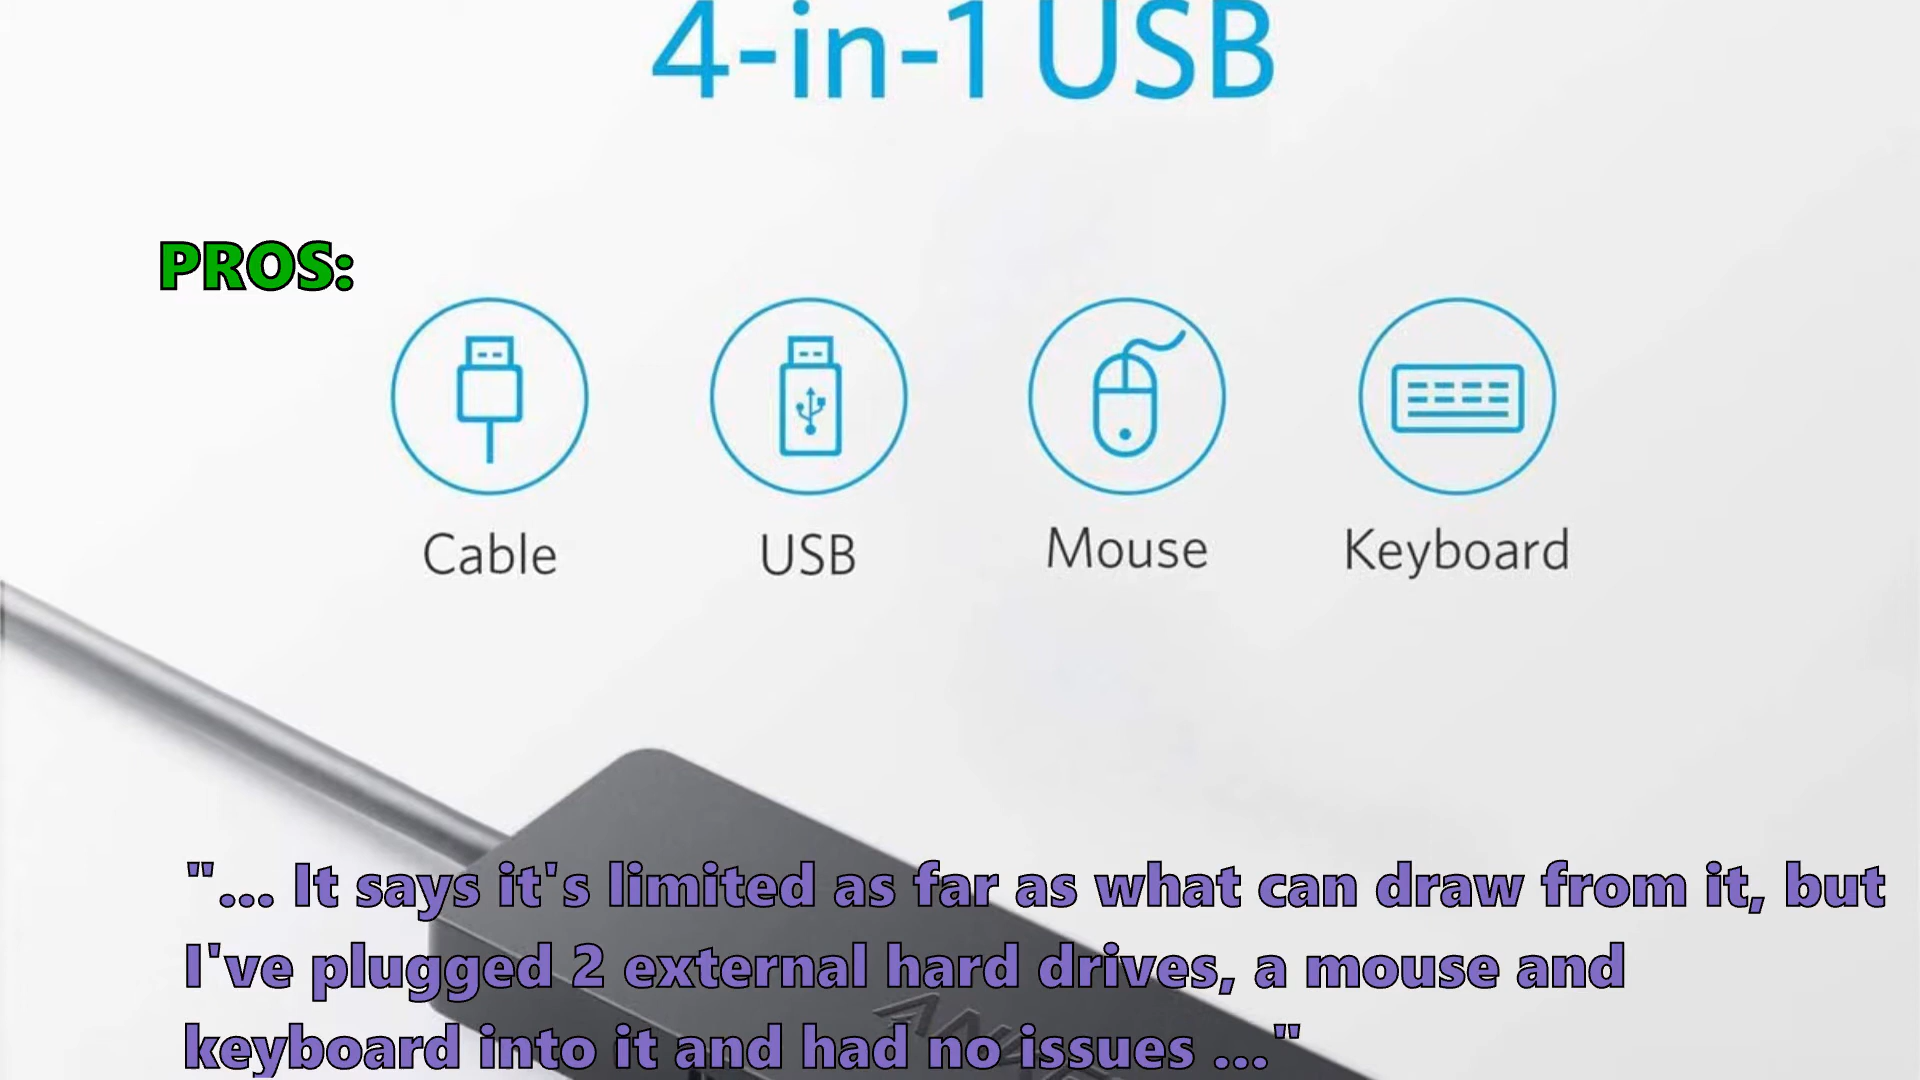 4-in-1 USB
PROS:
Cable USB Mouse Keyboard
"... It says it's limited as far as what can draw from it, but
I've plugged 2 external hard drives, a mouse and
keyboard into it and had no issues ..."